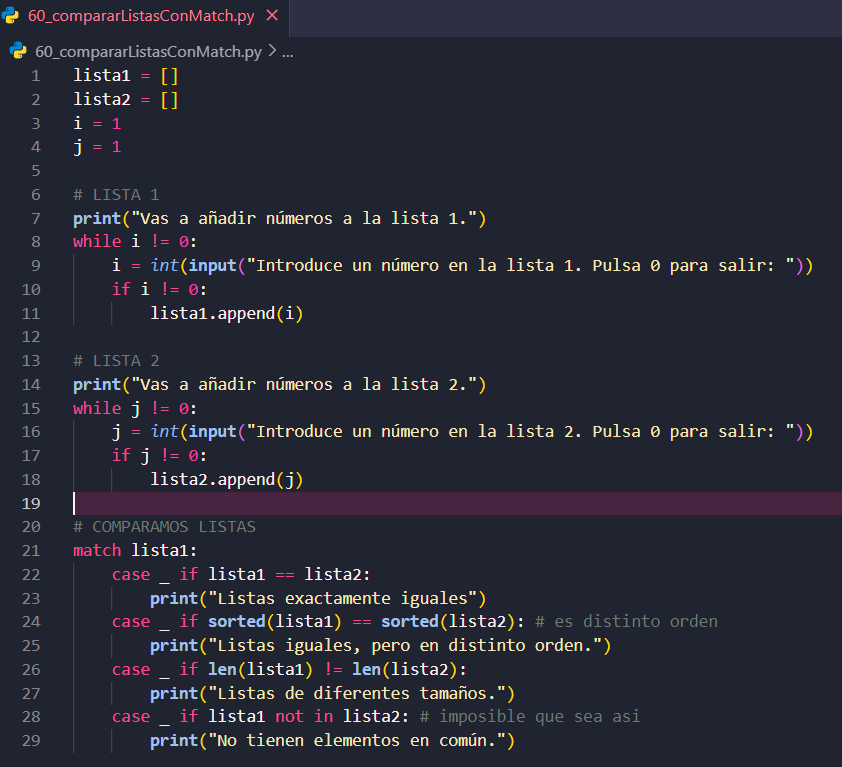 60_compararListasConMatch.py ×
60_compararListasConMatch.py > ...
1 lista1 = []
2 lista2 = []
3 i = 1
4 j = 1
5
6 # LISTA 1
7 print("Vas a añadir números a la lista 1.")
8 while i != 0:
9     i = int(input("Introduce un número en la lista 1. Pulsa 0 para salir: "))
10     if i != 0:
11         lista1.append(i)
12
13 # LISTA 2
14 print("Vas a añadir números a la lista 2.")
15 while j != 0:
16     j = int(input("Introduce un número en la lista 2. Pulsa 0 para salir: "))
17     if j != 0:
18         lista2.append(j)
19
20 # COMPARAMOS LISTAS
21 match lista1:
22     case _ if lista1 == lista2:
23         print("Listas exactamente iguales")
24     case _ if sorted(lista1) == sorted(lista2): # es distinto orden
25         print("Listas iguales, pero en distinto orden.")
26     case _ if len(lista1) != len(lista2):
27         print("Listas de diferentes tamaños.")
28     case _ if lista1 not in lista2: # imposible que sea asi
29         print("No tienen elementos en común.")